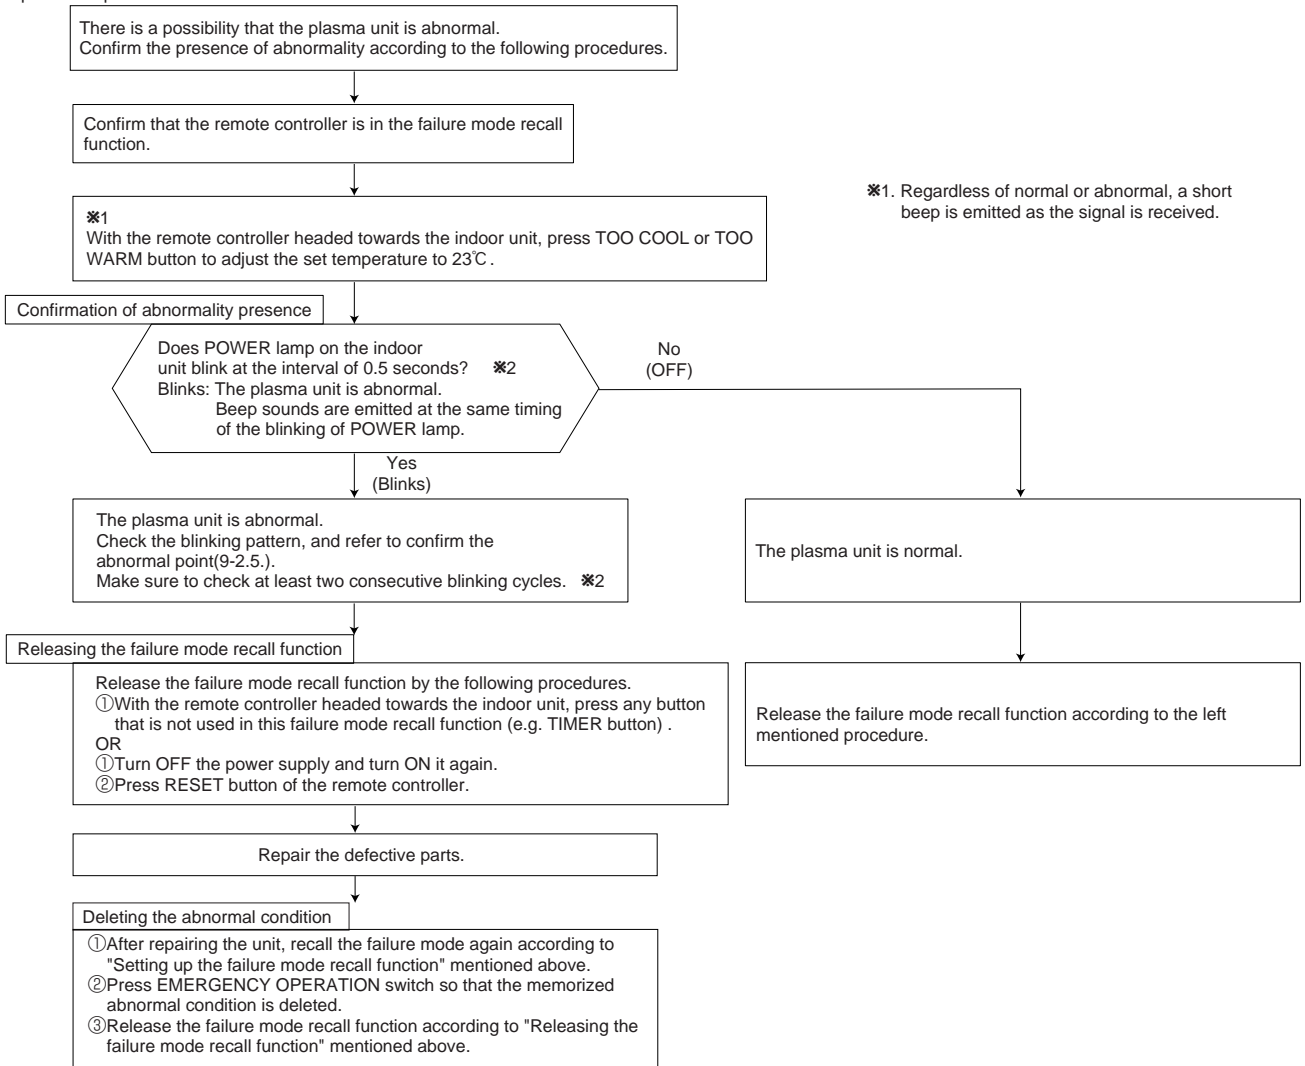 There is a possibility that the plasma unit is abnormal.
Confirm the presence of abnormality according to the following procedures.
Confirm that the remote controller is in the failure mode recall
function.
※1
With the remote controller headed towards the indoor unit, press TOO COOL or TOO
WARM button to adjust the set temperature to 23℃.
※1. Regardless of normal or abnormal, a short
beep is emitted as the signal is received.
Confirmation of abnormality presence
Does POWER lamp on the indoor
unit blink at the interval of 0.5 seconds? ※2
Blinks: The plasma unit is abnormal.
Beep sounds are emitted at the same timing
of the blinking of POWER lamp.
No
(OFF)
Yes
(Blinks)
The plasma unit is abnormal.
Check the blinking pattern, and refer to confirm the
abnormal point(9-2.5.).
Make sure to check at least two consecutive blinking cycles. ※2
The plasma unit is normal.
Releasing the failure mode recall function
Release the failure mode recall function by the following procedures.
①With the remote controller headed towards the indoor unit, press any button
that is not used in this failure mode recall function (e.g. TIMER button) .
OR
①Turn OFF the power supply and turn ON it again.
②Press RESET button of the remote controller.
Release the failure mode recall function according to the left
mentioned procedure.
Repair the defective parts.
Deleting the abnormal condition
①After repairing the unit, recall the failure mode again according to
"Setting up the failure mode recall function" mentioned above.
②Press EMERGENCY OPERATION switch so that the memorized
abnormal condition is deleted.
③Release the failure mode recall function according to "Releasing the
failure mode recall function" mentioned above.